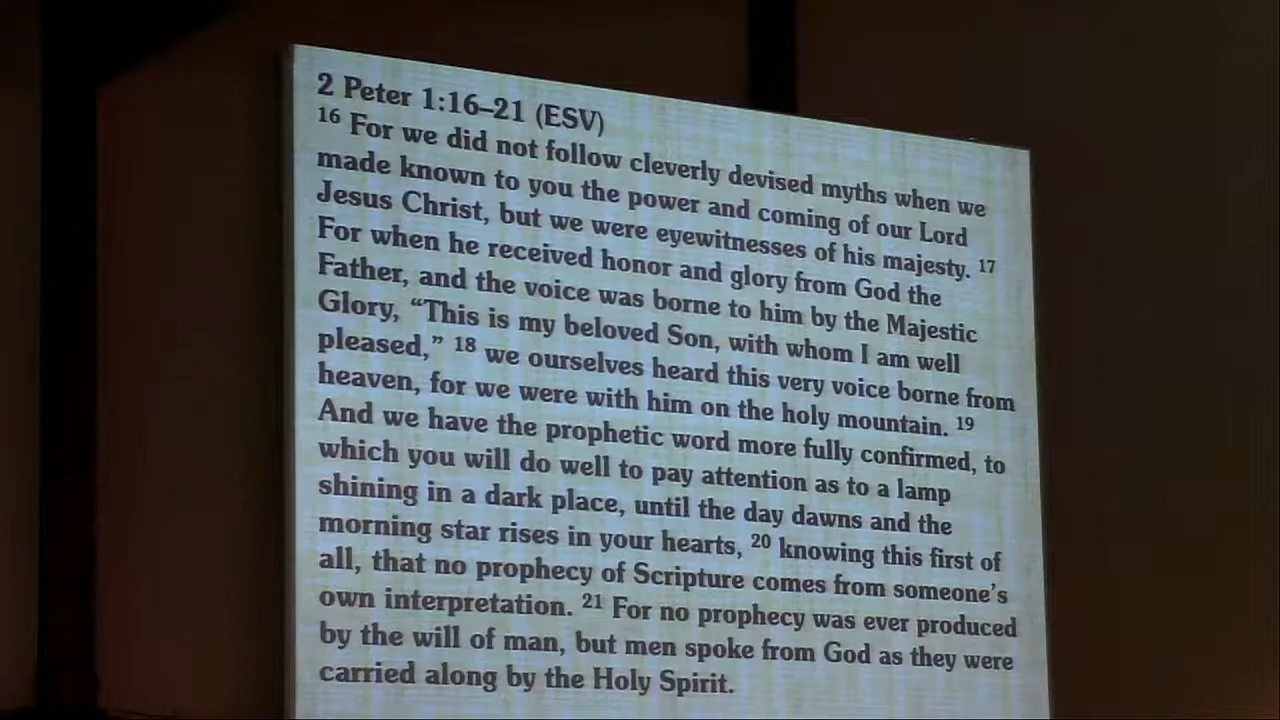 2 Peter 1:16–21 (ESV)
16 For we did not follow cleverly devised myths when we
made known to you the power and coming of our Lord
Jesus Christ, but we were eyewitnesses of his majesty. 17
For when he received honor and glory from God the
Father, and the voice was borne to him by the Majestic
Glory, “This is my beloved Son, with whom I am well
pleased,” 18 we ourselves heard this very voice borne from
heaven, for we were with him on the holy mountain. 19
And we have the prophetic word more fully confirmed, to
which you will do well to pay attention as to a lamp
shining in a dark place, until the day dawns and the
morning star rises in your hearts, 20 knowing this first of
all, that no prophecy of Scripture comes from someone’s
own interpretation. 21 For no prophecy was ever produced
by the will of man, but men spoke from God as they were
carried along by the Holy Spirit.